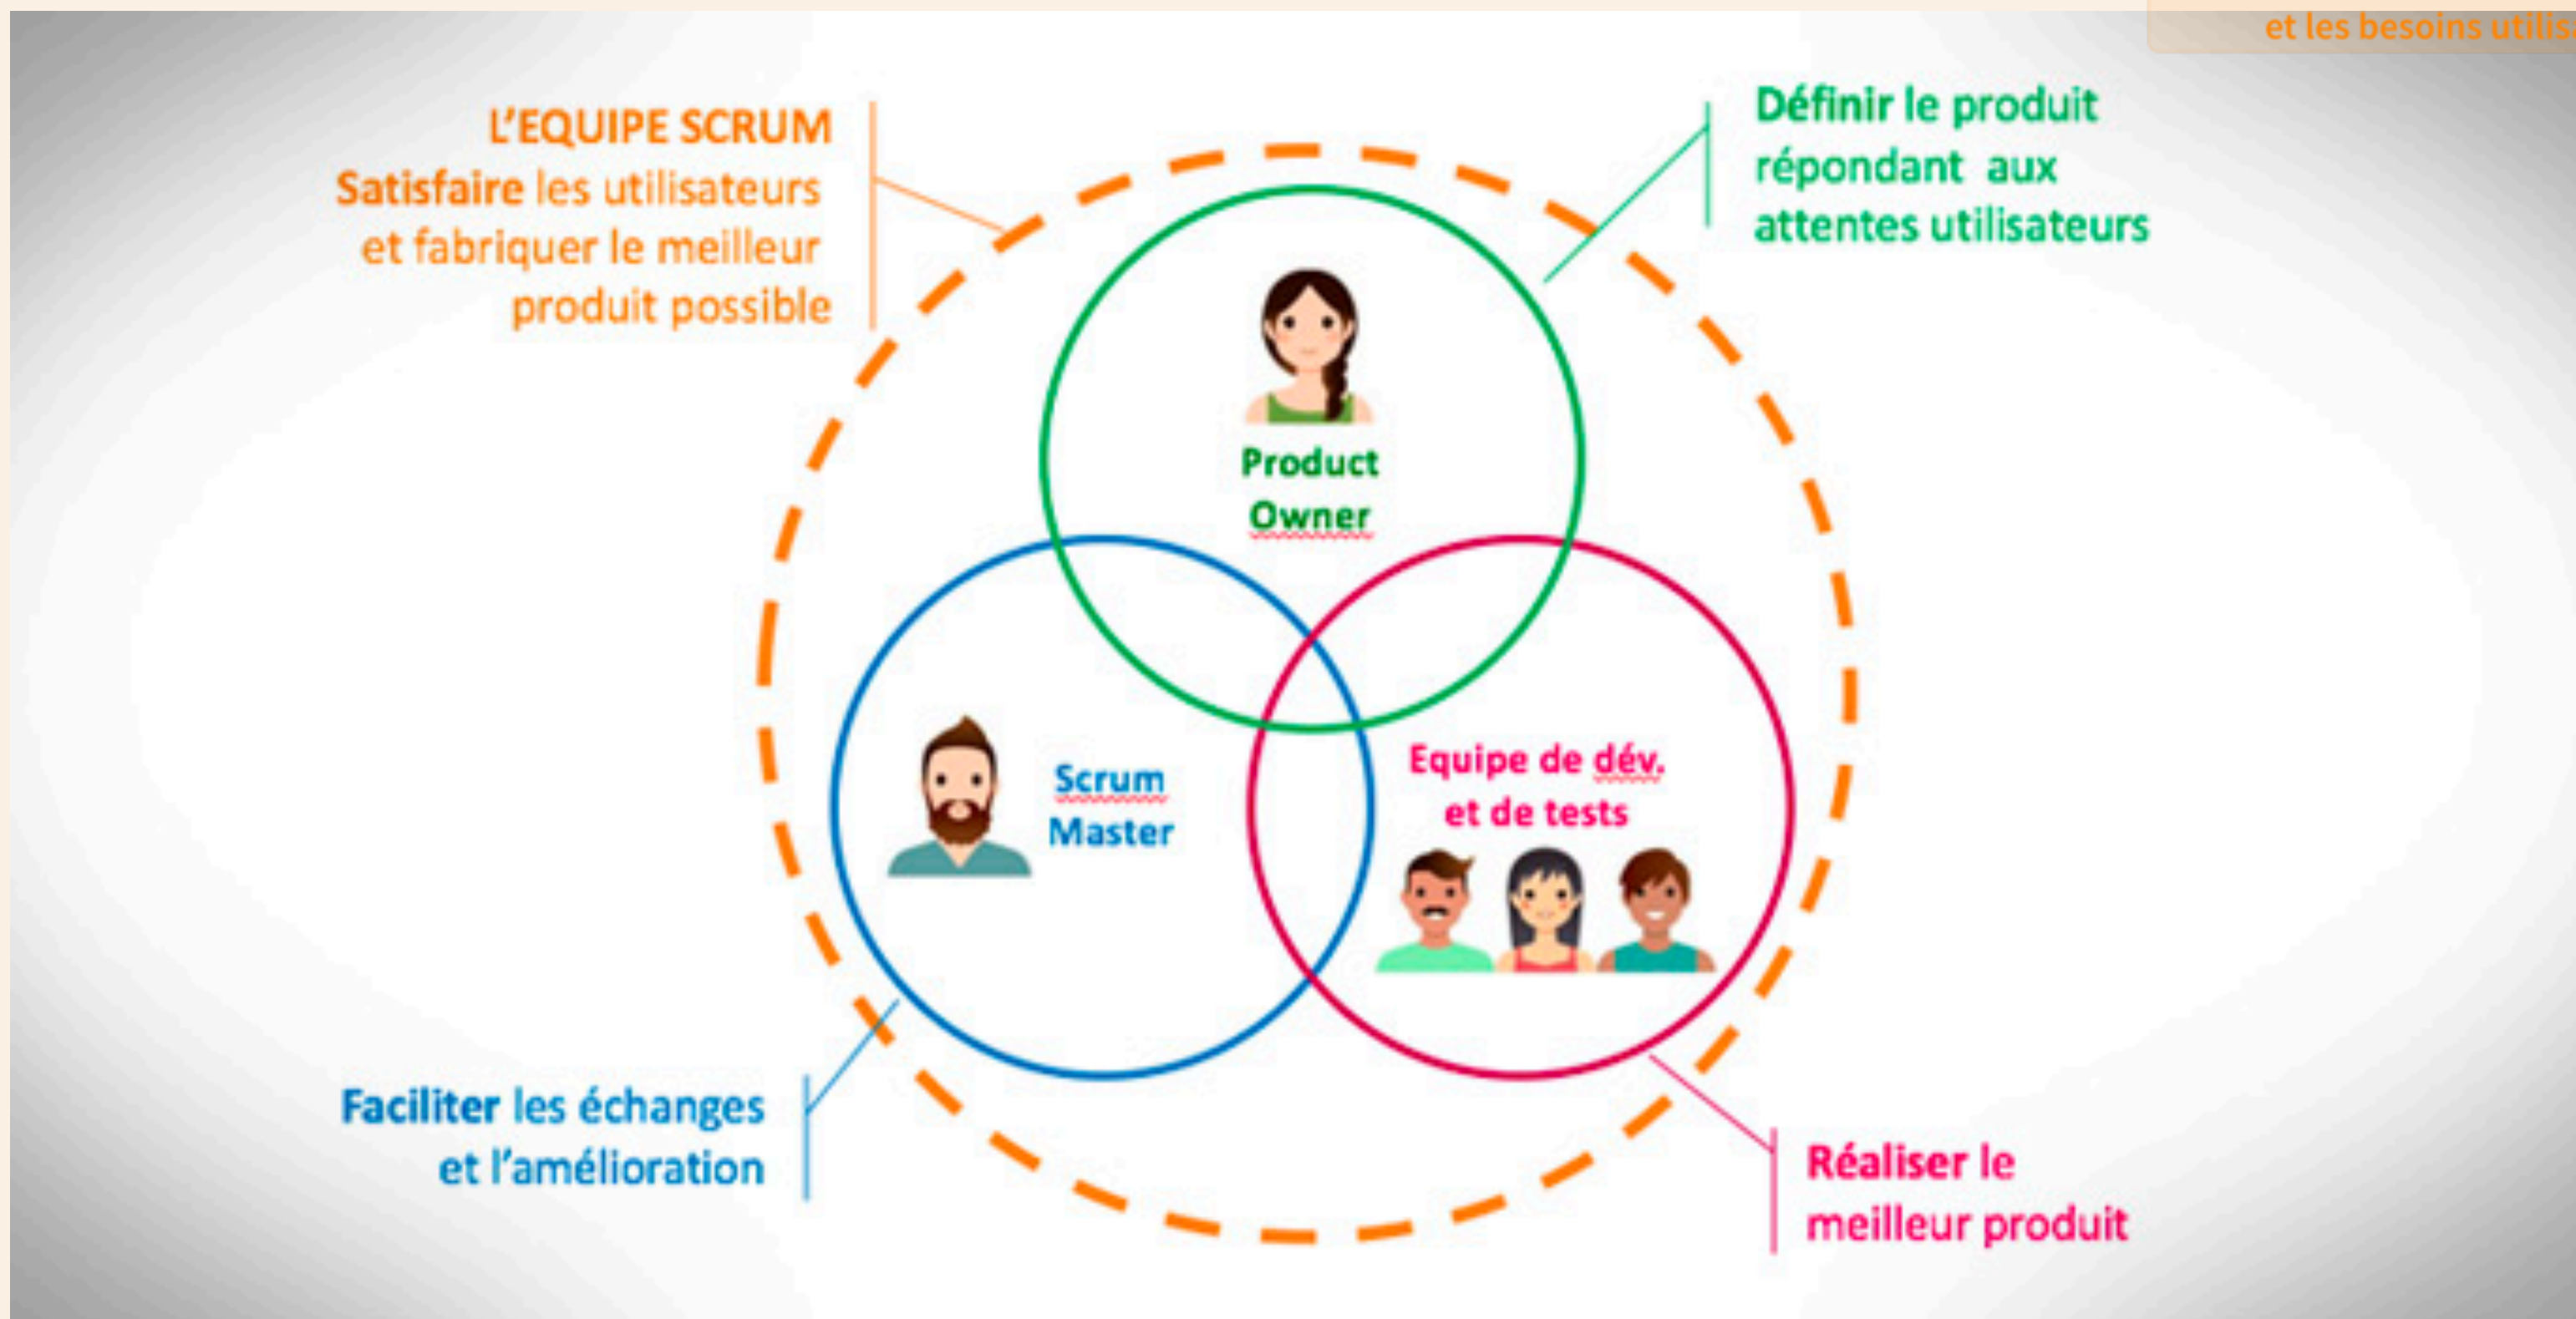 et les besoins
L'EQUIPE SCRUM
Satisfaire les utilisateurs
et fabriquer le meilleur
produit possible
Définir le produit
répondant aux
attentes utilisateurs
Product
Owner
Scrum
Master
Equipe de dév.
et de tests
Faciliter les échanges
et l'amélioration
Réaliser le
meilleur produit